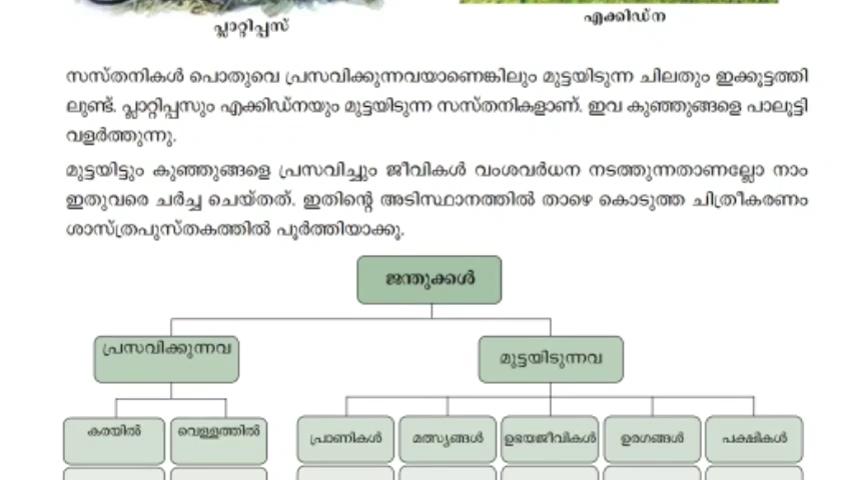 പ്ലാറ്റിപ്പസ്
എക്കിഡ്ന
സസ്തനികൾ പൊതുവെ പ്രസവിക്കുന്നവയാണെങ്കിലും മുട്ടയിടുന്ന ചിലതും ഇക്കൂട്ടത്തി
ലുണ്ട്. പ്ലാറ്റിപ്പസും എക്കിഡ്നയും മുട്ടയിടുന്ന സസ്തനികളാണ്. ഇവ കുഞ്ഞുങ്ങളെ പാലൂട്ടി
വളർത്തുന്നു.
മുട്ടയിട്ടും കുഞ്ഞുങ്ങളെ പ്രസവിച്ചും ജീവികൾ വംശവർധന നടത്തുന്നതാണല്ലോ നാം
ഇതുവരെ ചർച്ച ചെയ്തത്. ഇതിന്റെ അടിസ്ഥാനത്തിൽ താഴെ കൊടുത്ത ചിത്രീകരണം
ശാസ്ത്രപുസ്തകത്തിൽ പൂർത്തിയാക്കൂ.
ജന്തുക്കൾ
പ്രസവിക്കുന്നവ
മുട്ടയിടുന്നവ
കരയിൽ
വെള്ളത്തിൽ
പ്രാണികൾ
മത്സ്യങ്ങൾ
ഉഭയജീവികൾ
ഉരഗങ്ങൾ
പക്ഷികൾ